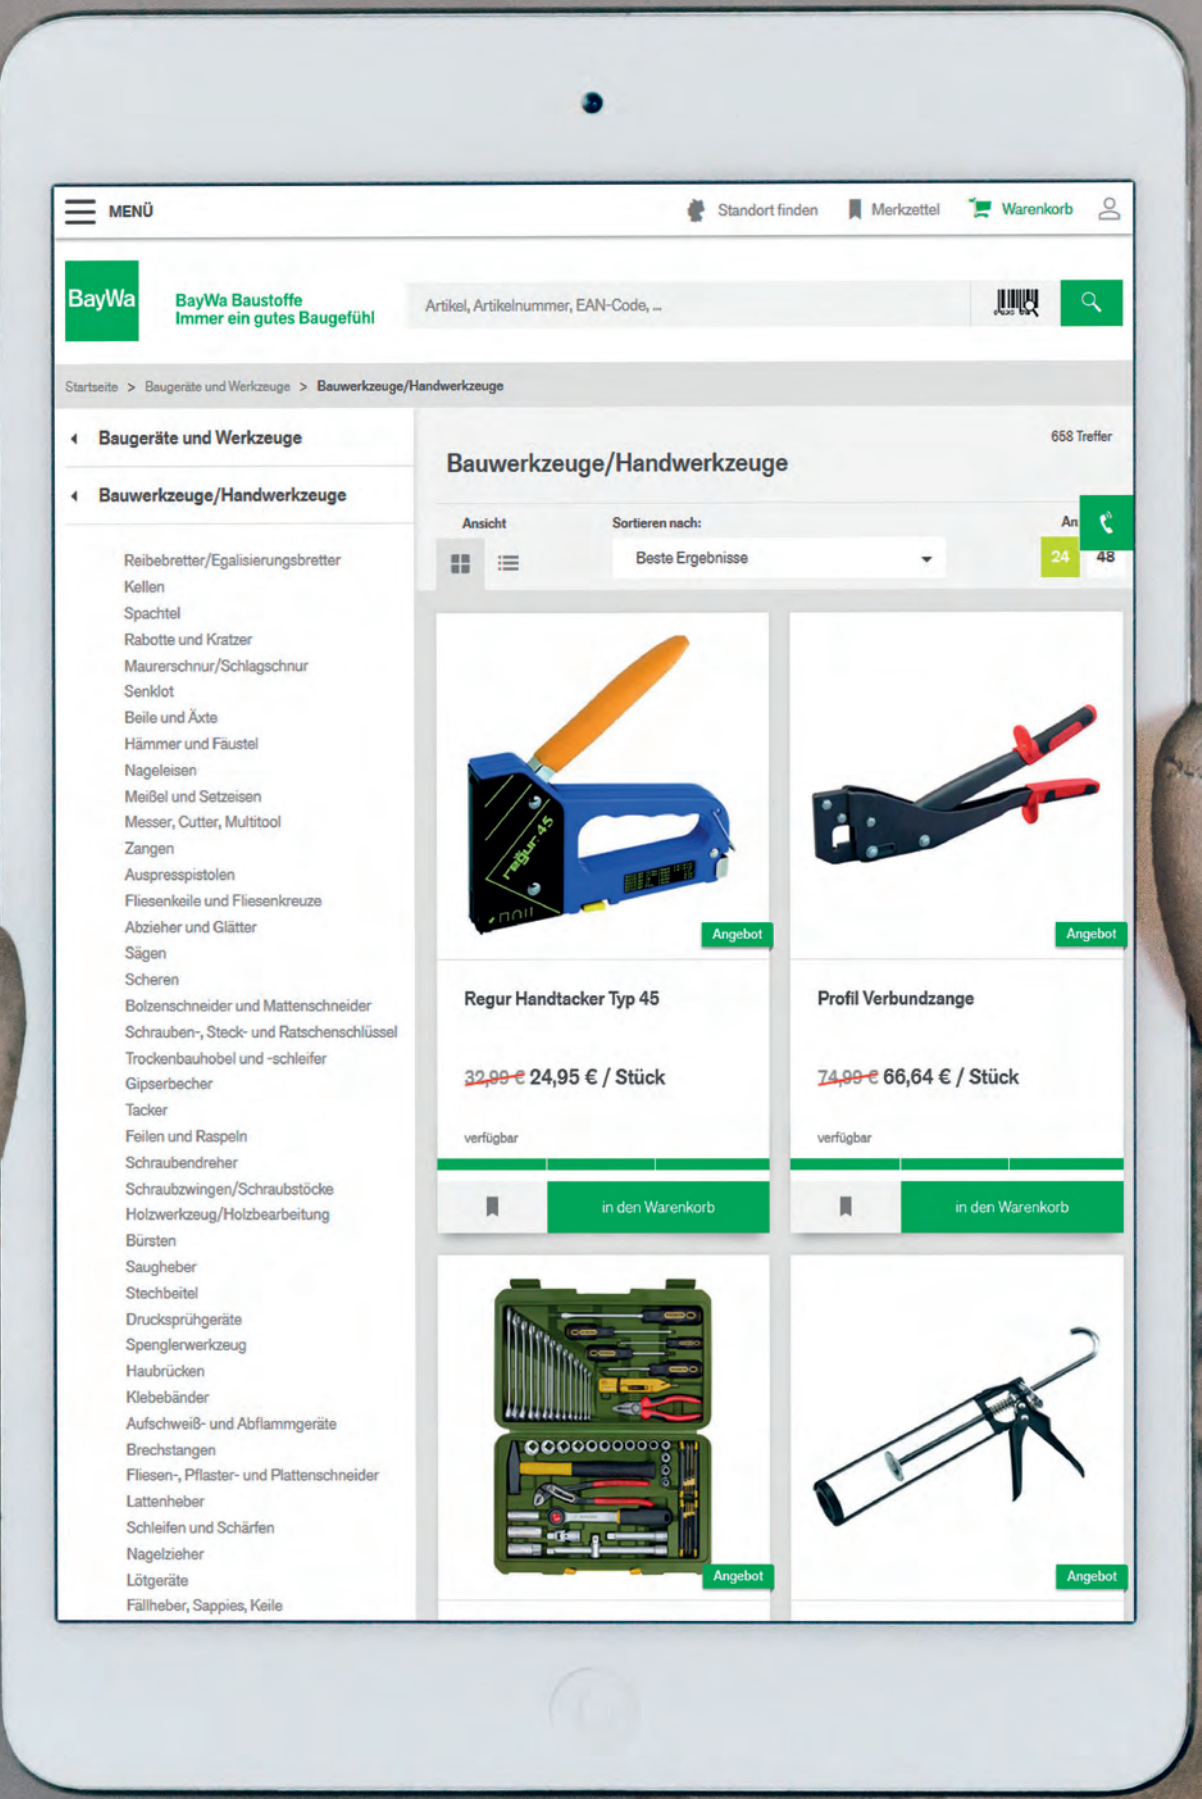 MENÜ
Standort finden
Merkzettel
Warenkorb
BayWa
BayWa Baustoffe
Immer ein gutes Baugefühl
Artikel, Artikelnummer, EAN-Code, ...
Startseite > Baugeräte und Werkzeuge > Bauwerkzeuge/Handwerkzeuge
Baugeräte und Werkzeuge
Bauwerkzeuge/Handwerkzeuge
Reibebretter/Egalisierungsbretter
Kellen
Spachtel
Rabotte und Kratzer
Maurerschnur/Schlagschnur
Senklot
Beile und Äxte
Hämmer und Fäustel
Nageleisen
Meißel und Setzeisen
Messer, Cutter, Multitool
Zangen
Auspresspistolen
Fliesenkeile und Fliesenkreuze
Abzieher und Glätter
Sägen
Scheren
Bolzenschneider und Mattenschneider
Schrauben-, Steck- und Ratschenschlüssel
Trockenbauhobel und -schleifer
Gipserbecher
Tacker
Feilen und Raspeln
Schraubendreher
Schraubzwingen/Schraubstöcke
Holzwerkzeug/Holzbearbeitung
Bürsten
Saugheber
Stechbeitel
Drucksprühgeräte
Spenglerwerkzeug
Haubrücken
Klebebänder
Aufschweiß- und Abflammgeräte
Brechstangen
Fliesen-, Pflaster- und Plattenschneider
Lattenheber
Schleifen und Schärfen
Nagelzieher
Lötgeräte
Fällheber, Sappies, Keile
658 Treffer
Bauwerkzeuge/Handwerkzeuge
Ansicht
Sortieren nach:
Beste Ergebnisse
An
24 48
regur. 45
Angebot
Regur Handtacker Typ 45
32,99 € 24,95 € / Stück
verfügbar
in den Warenkorb
Angebot
Profil Verbundzange
74,99 € 66,64 € / Stück
verfügbar
in den Warenkorb
Angebot
Angebot